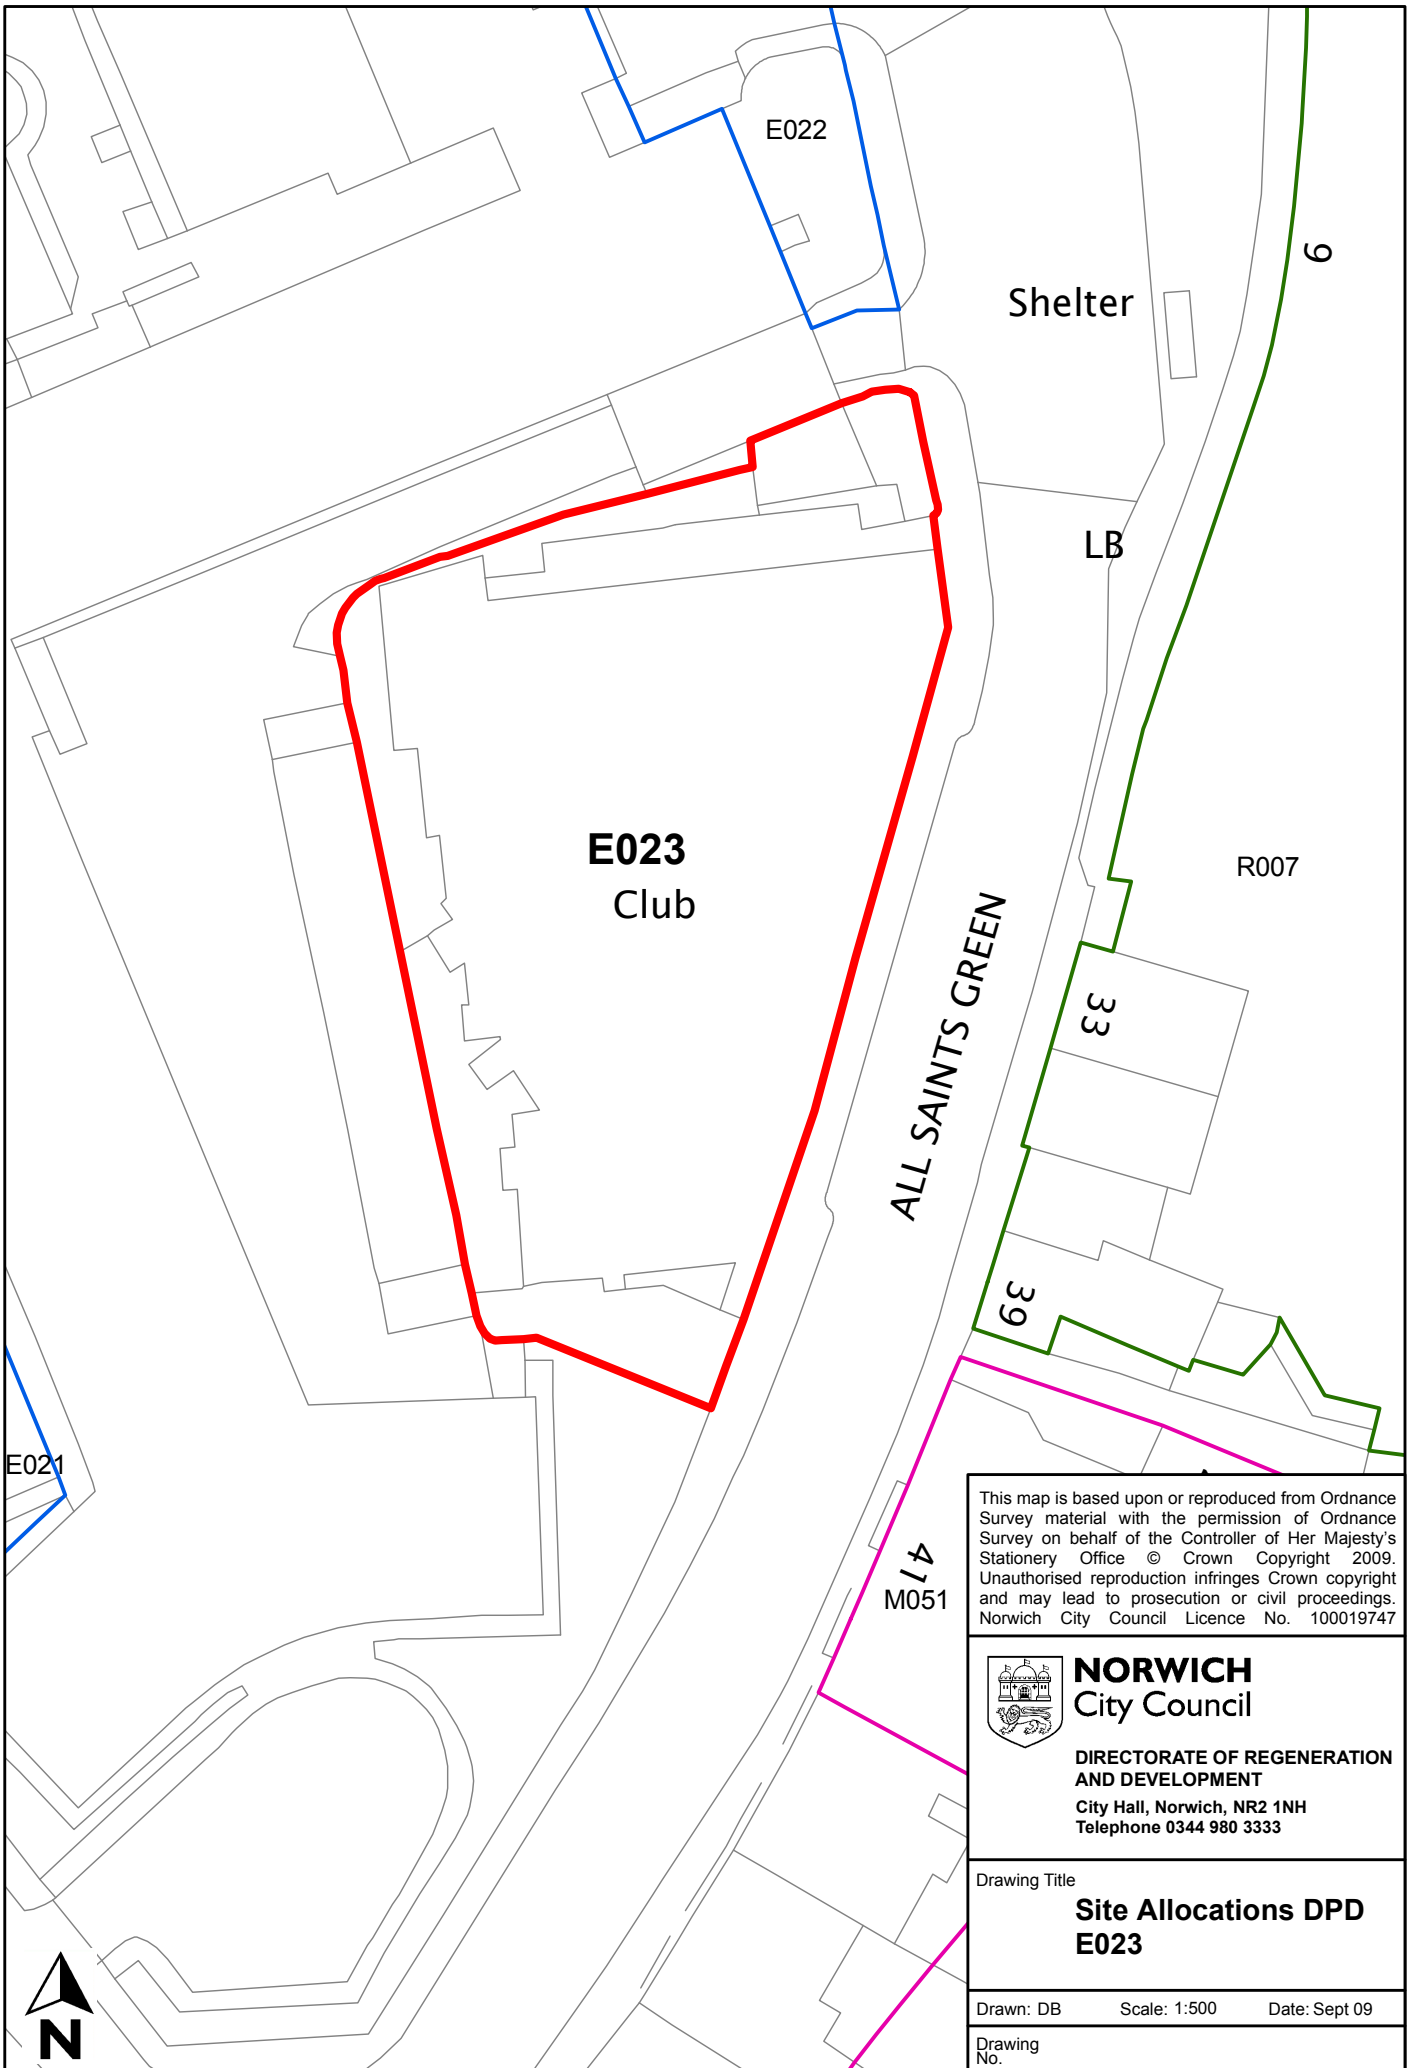 E022
9
Shelter
LB
E023
Club
R007
ALL SAINTS GREEN
33
39
E021
41
M051
This map is based upon or reproduced from Ordnance
Survey material with the permission of Ordnance
Survey on behalf of the Controller of Her Majesty's
Stationery Office © Crown Copyright 2009.
Unauthorised reproduction infringes Crown copyright
and may lead to prosecution or civil proceedings.
Norwich City Council Licence No. 100019747
NORWICH
City Council
DIRECTORATE OF REGENERATION
AND DEVELOPMENT
City Hall, Norwich, NR2 1NH
Telephone 0344 980 3333
Drawing Title
Site Allocations DPD
E023
Drawn: DB Scale: 1:500 Date: Sept 09
Drawing
No.
N